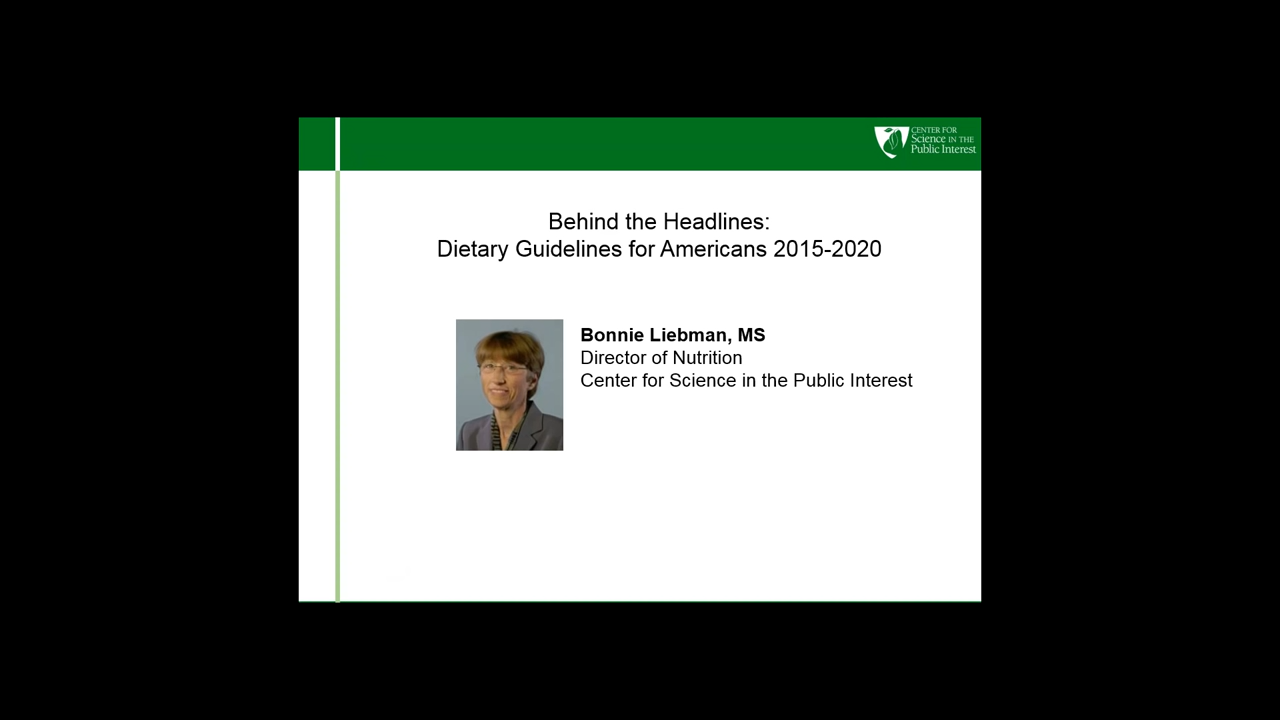 CENTER FOR
Science IN THE
Public Interest
Behind the Headlines:
Dietary Guidelines for Americans 2015-2020
Bonnie Liebman, MS
Director of Nutrition
Center for Science in the Public Interest